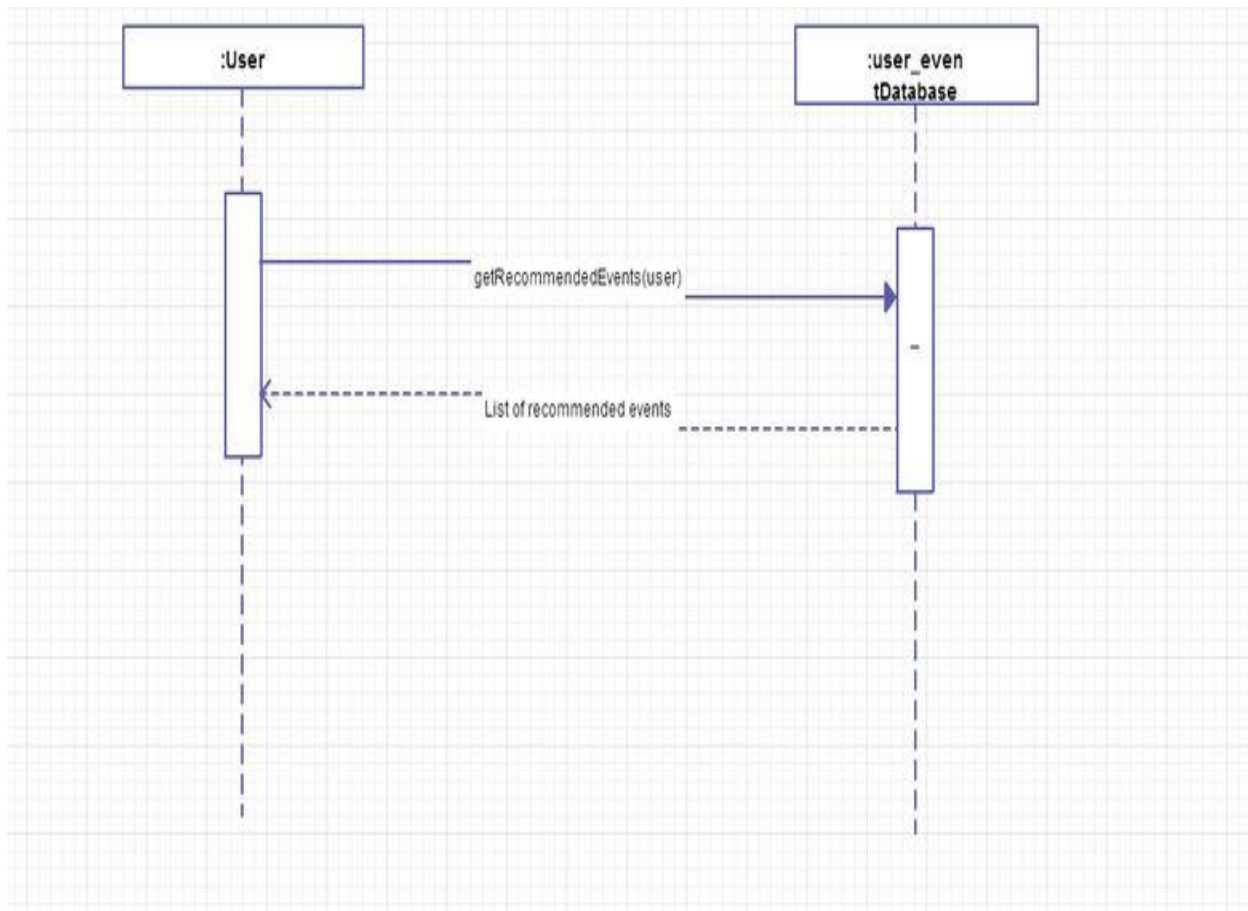 :User
:user_even
tDatabase
getRecommendedEvents(user)
List of recommended events